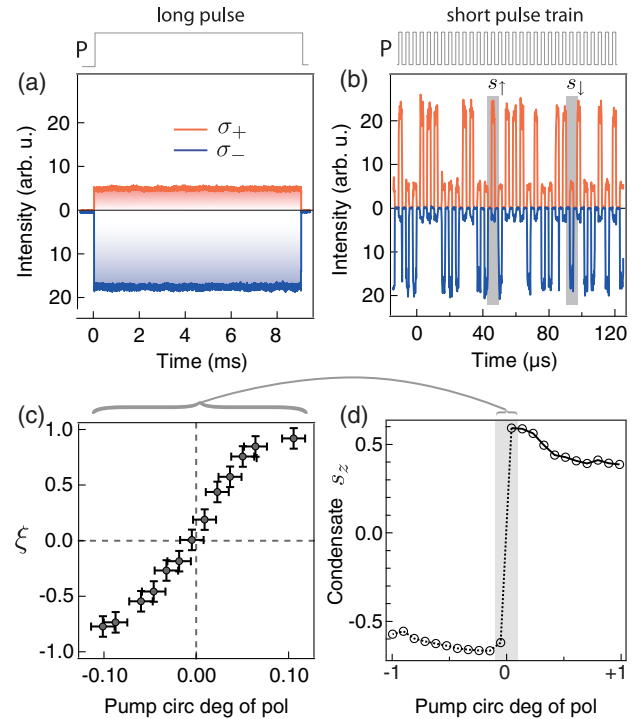 long pulse
short pulse train
P
P
(a)
σ+
σ−
Intensity (arb. u.)
20
10
0
10
20
0
2
4
6
8
Time (ms)
(b)
s↑
s↓
Intensity (arb. u.)
20
10
0
10
20
0
40
80
120
Time (µs)
(c)
ξ
1.0
0.5
0.0
-0.5
-1.0
-0.10
0.00
0.10
Pump circ deg of pol
(d)
Condensate s_z
0.5
0.0
-0.5
-1
0
+1
Pump circ deg of pol